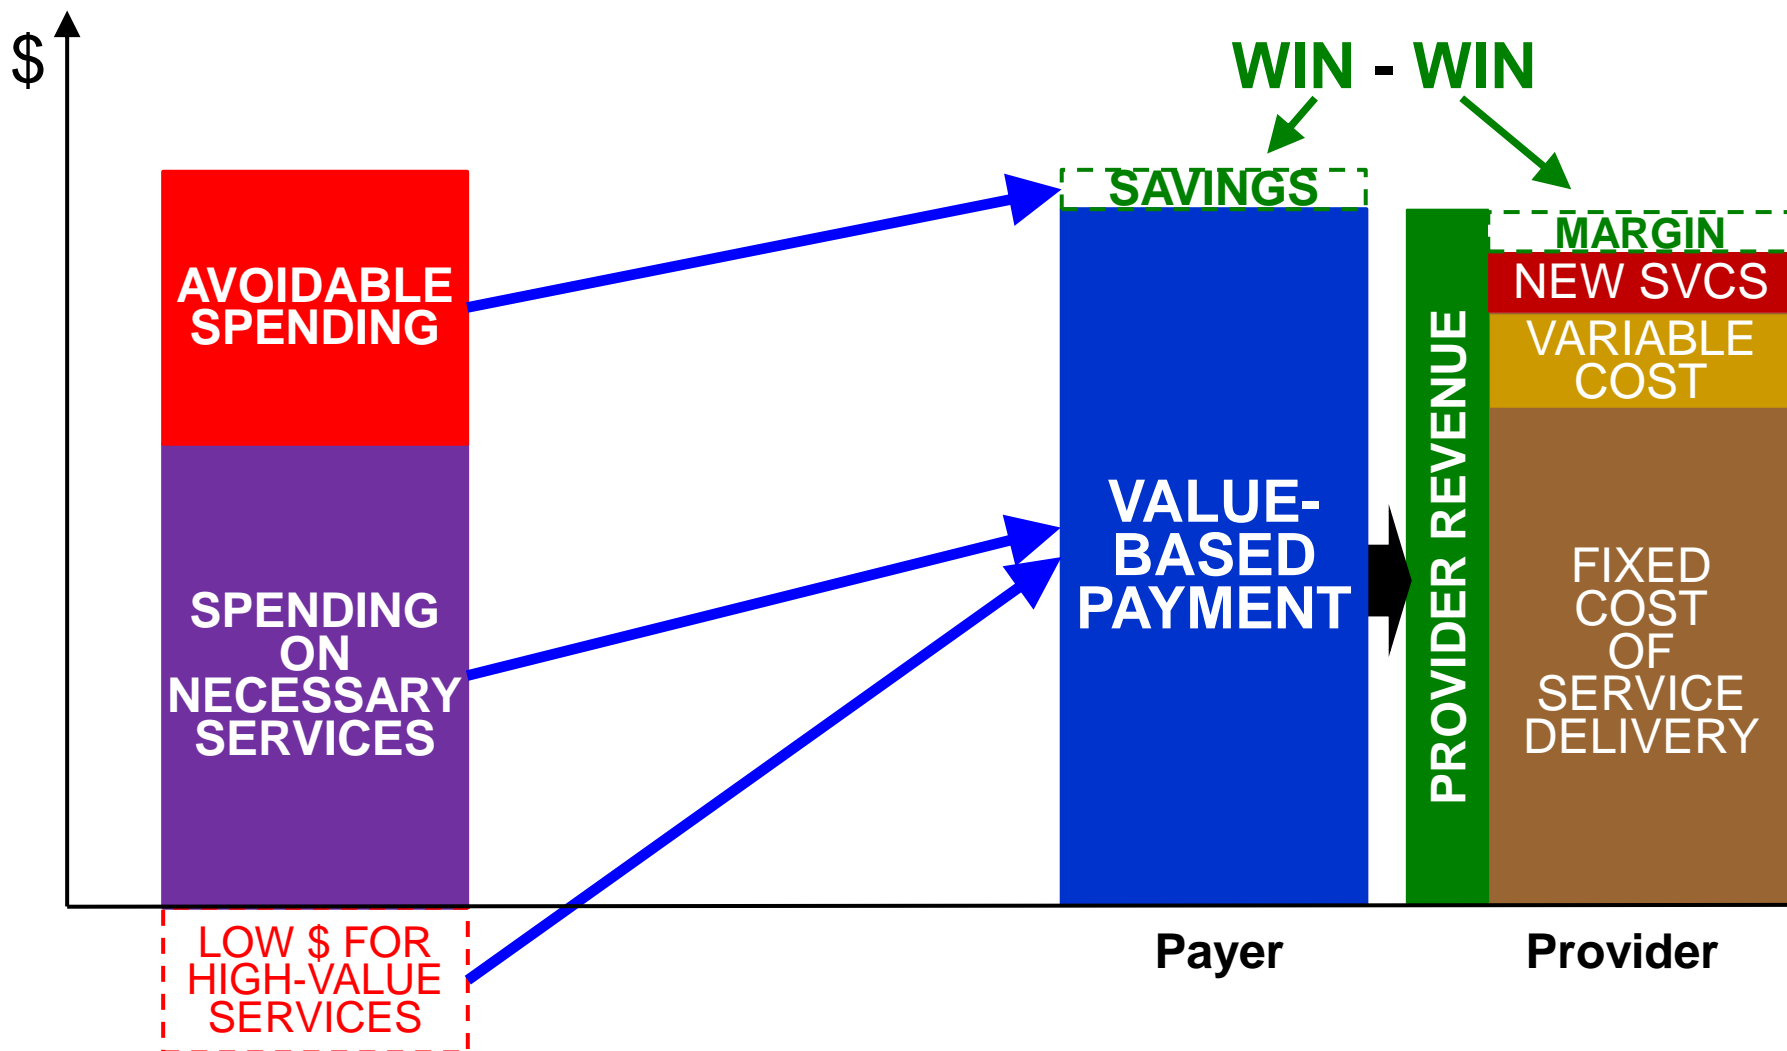 $
WIN - WIN
AVOIDABLE
SPENDING
SPENDING
ON
NECESSARY
SERVICES
LOW $ FOR
HIGH-VALUE
SERVICES
SAVINGS
VALUE-
BASED
PAYMENT
Payer
PROVIDER REVENUE
MARGIN
NEW SVCS
VARIABLE
COST
FIXED
COST
OF
SERVICE
DELIVERY
Provider